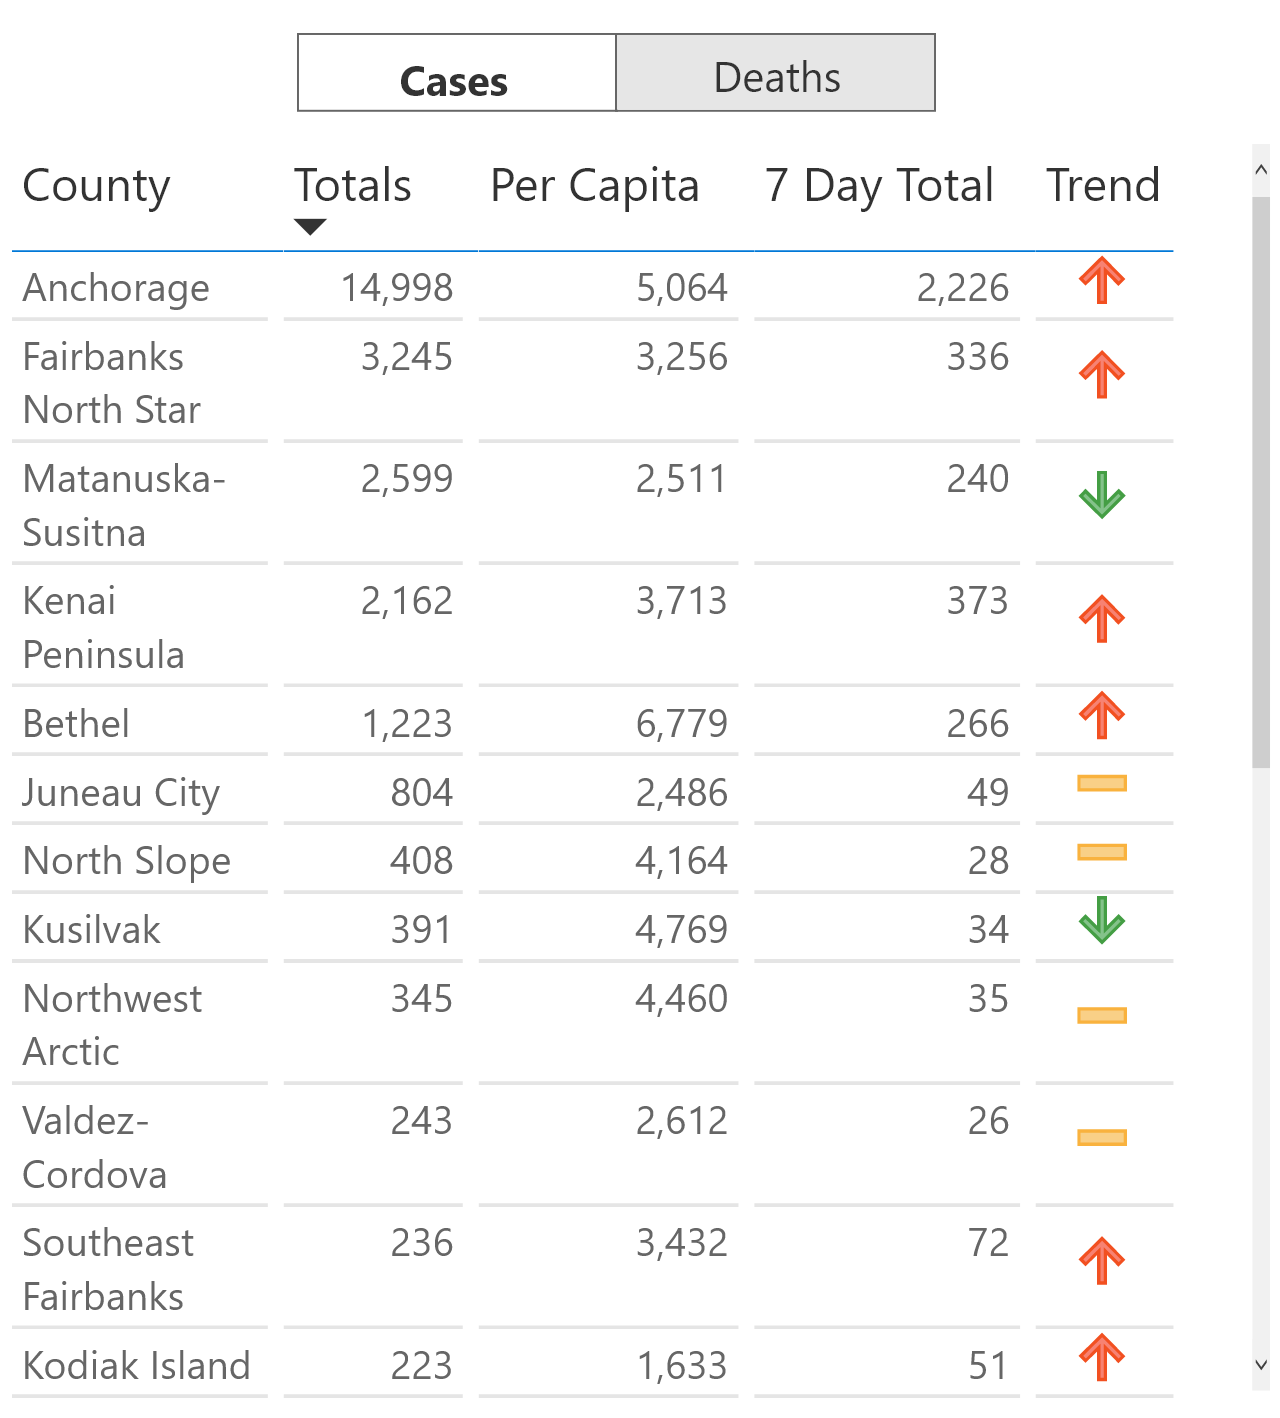 Cases Deaths
County Totals Per Capita 7 Day Total Trend
Anchorage 14,998 5,064 2,226
Fairbanks 3,245 3,256 336
North Star
Matanuska- 2,599 2,511 240
Susitna
Kenai 2,162 3,713 373
Peninsula
Bethel 1,223 6,779 266
Juneau City 804 2,486 49
North Slope 408 4,164 28
Kusilvak 391 4,769 34
Northwest 345 4,460 35
Arctic
Valdez- 243 2,612 26
Cordova
Southeast 236 3,432 72
Fairbanks
Kodiak Island 223 1,633 51